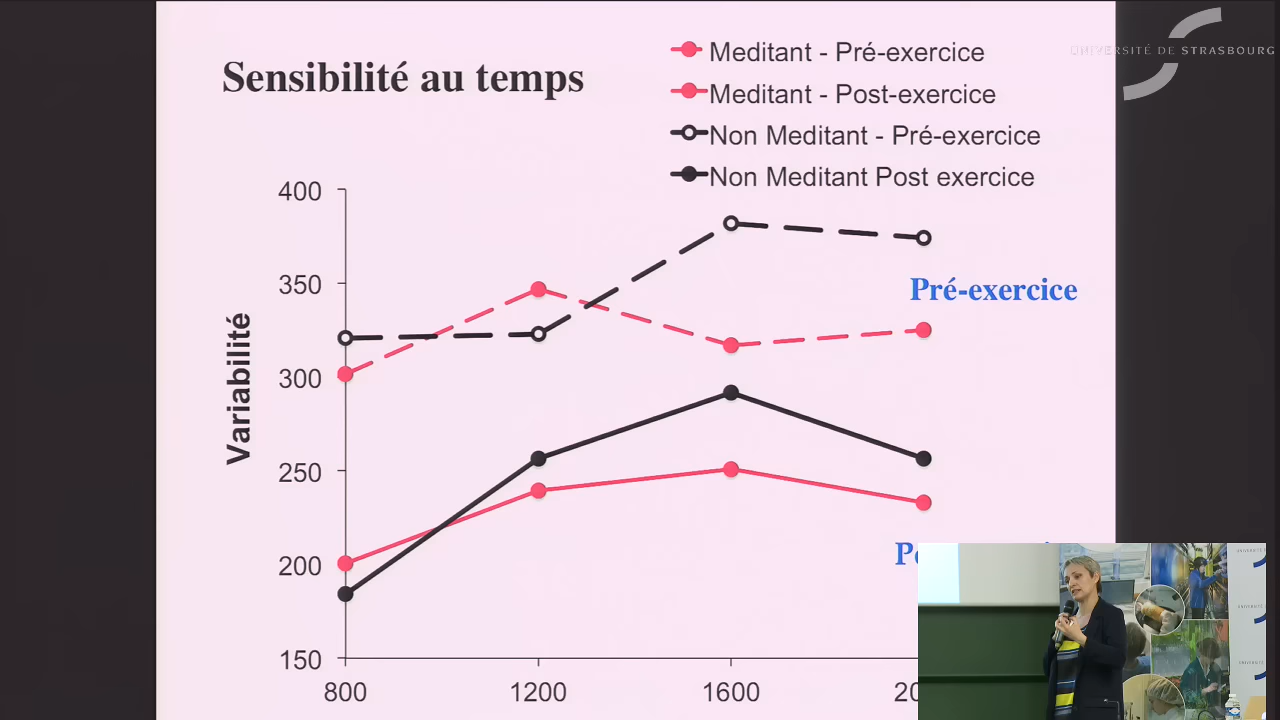 Sensibilité au temps
Meditant - Pré-exercice
Meditant - Post-exercice
Non Meditant - Pré-exercice
Non Meditant Post exercice
UNIVERSITÉ DE STRASBOURG
400
350
300
250
200
150
Variabilité
Pré-exercice
800
1200
1600